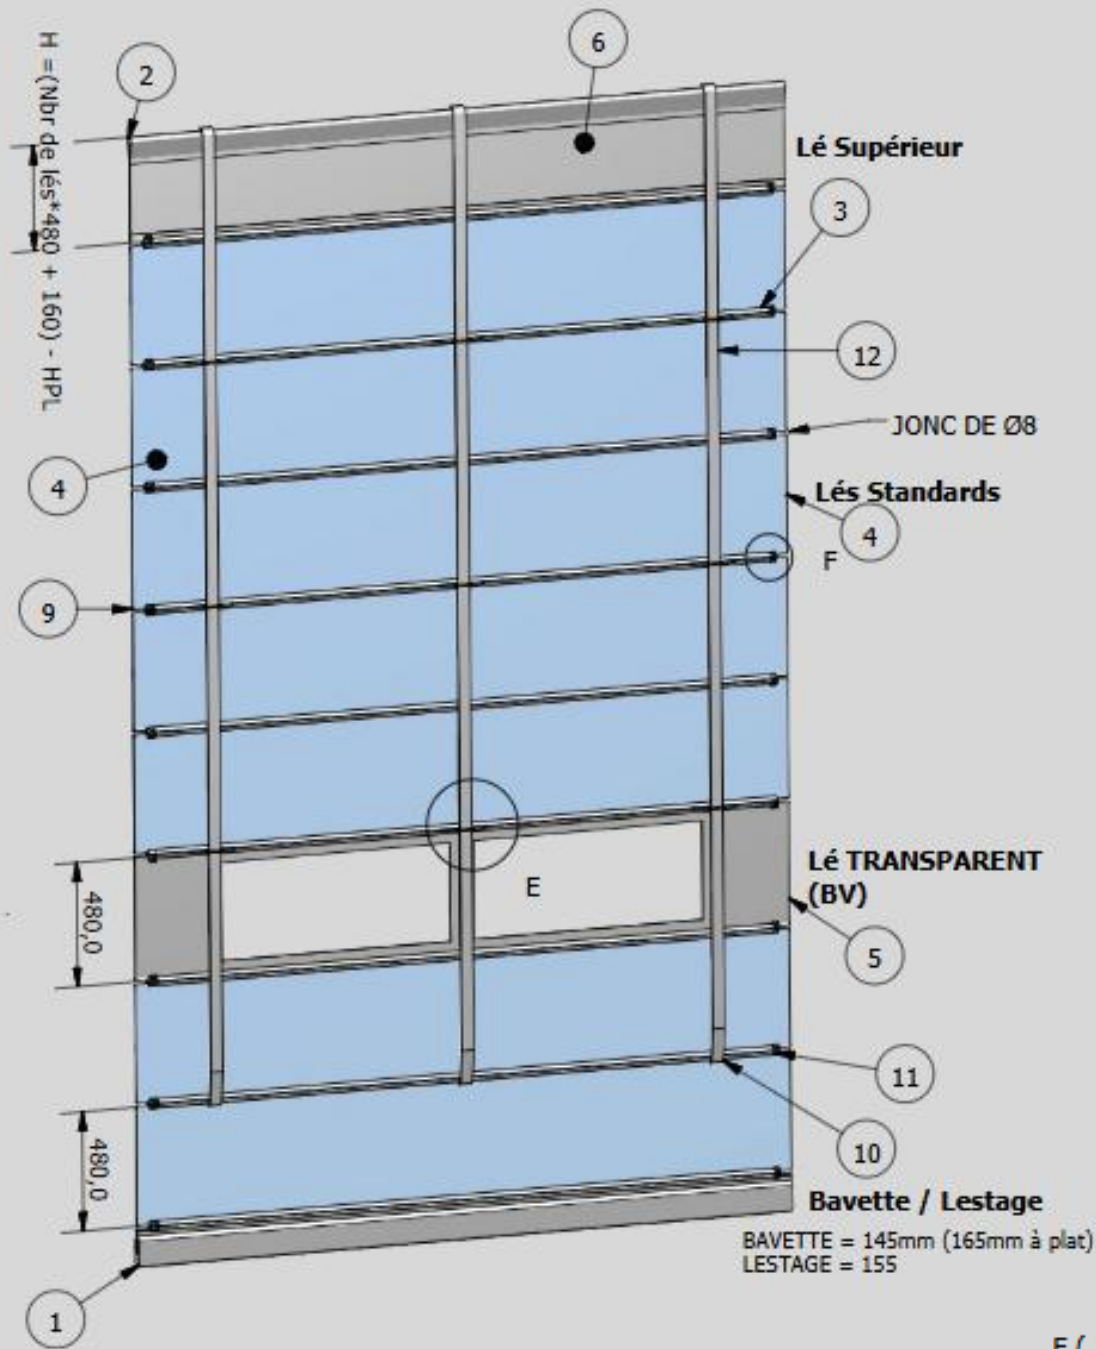 6
2
H =(Nbr de lés*480 + 160) - HPL
Lé Supérieur
3
12
JONC DE Ø8
4
Lés Standards
4
F
9
Lé TRANSPARENT
(BV)
E
480,0
5
11
480,0
10
Bavette / Lestage
BAVETTE = 145mm (165mm à plat)
LESTAGE = 155
1